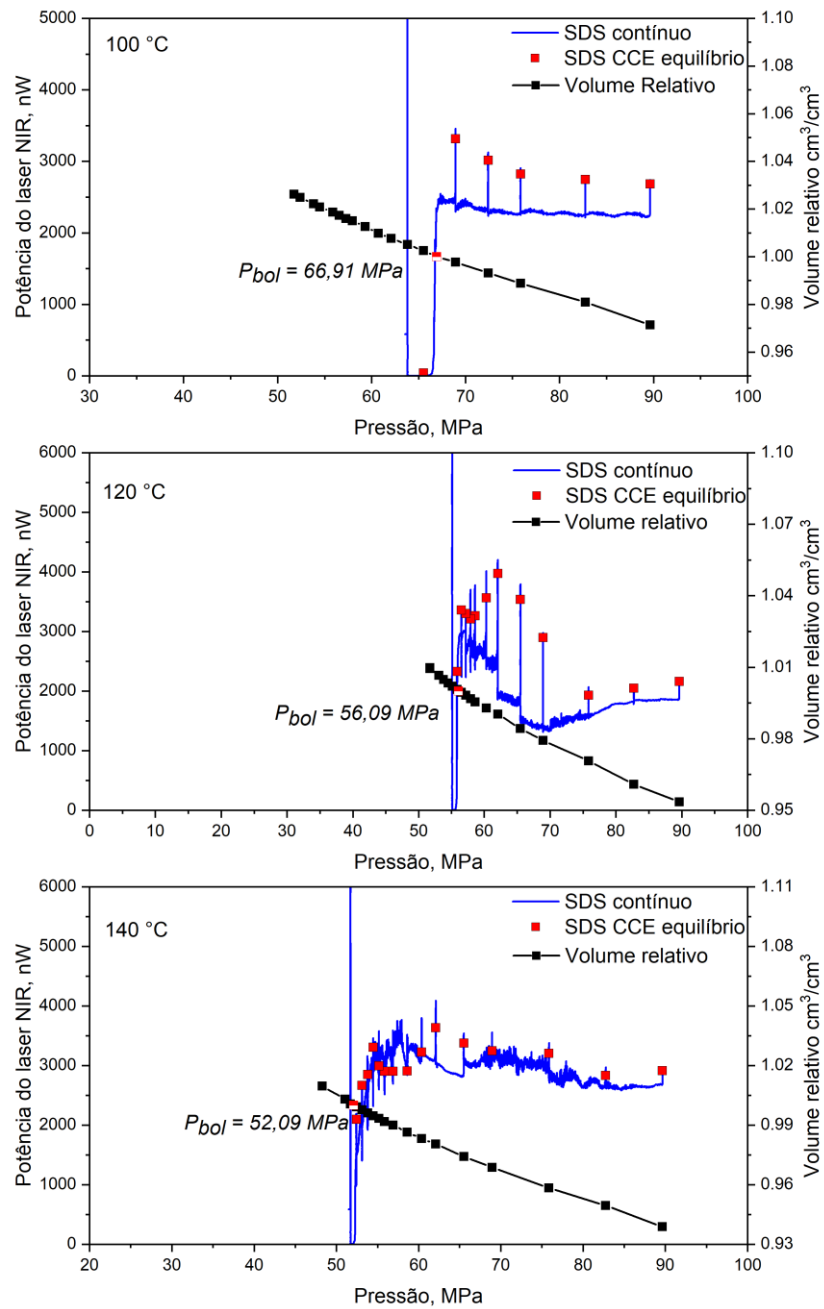 100 °C
SDS contínuo
SDS CCE equilíbrio
Volume Relativo
P_bol = 66,91 MPa
Potência do laser NIR, nW
5000
4000
3000
2000
1000
0
Volume relativo cm³/cm³
1.10
1.08
1.06
1.04
1.02
1.00
0.98
0.96
30 40 50 60 70 80 90 100
Pressão, MPa
120 °C
SDS contínuo
SDS CCE equilíbrio
Volume relativo
P_bol = 56,09 MPa
Potência do laser NIR, nW
6000
5000
4000
3000
2000
1000
0
Volume relativo cm³/cm³
1.10
1.07
1.04
1.01
0.98
0.95
0 10 20 30 40 50 60 70 80 90 100
Pressão, MPa
140 °C
SDS contínuo
SDS CCE equilíbrio
Volume relativo
P_bol = 52,09 MPa
Potência do laser NIR, nW
6000
5000
4000
3000
2000
1000
0
Volume relativo cm³/cm³
1.11
1.08
1.05
1.02
0.99
0.96
0.93
20 30 40 50 60 70 80 90 100
Pressão, MPa